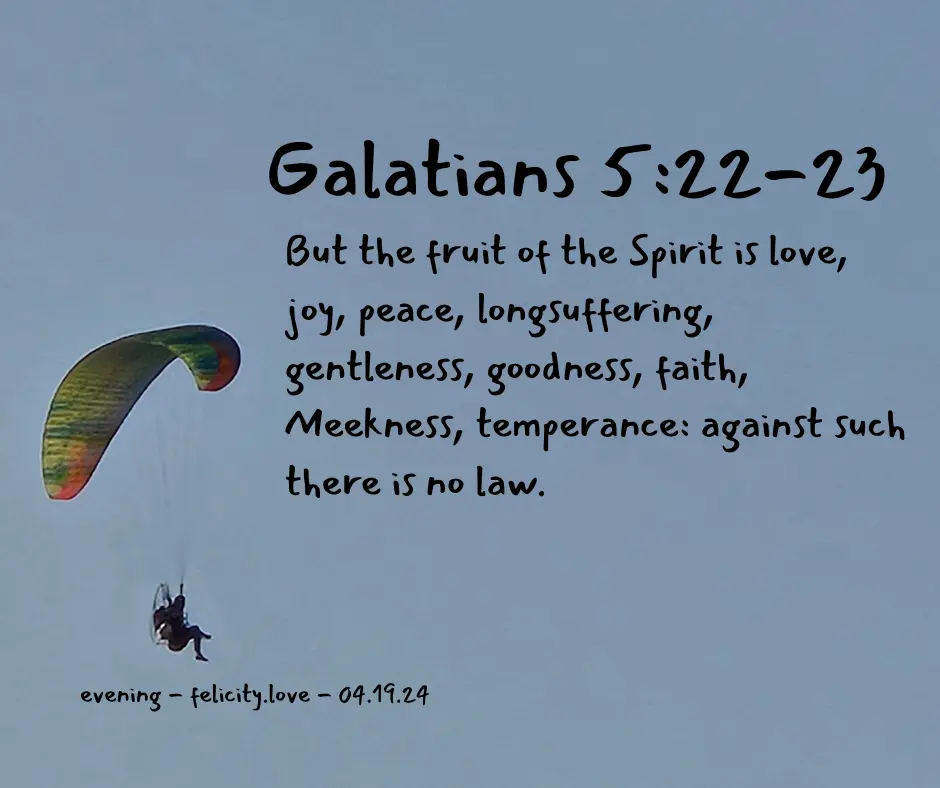 Galatians 5:22-23
But the fruit of the Spirit is love,
joy, peace, longsuffering,
gentleness, goodness, faith,
Meekness, temperance: against such
there is no law.
evening - felicity.love - 04.19.24